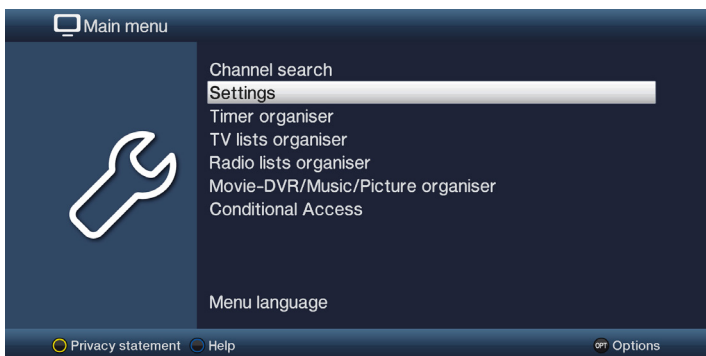 Main menu
Channel search
Settings
Timer organiser
TV lists organiser
Radio lists organiser
Movie-DVR/Music/Picture organiser
Conditional Access
Menu language
Privacy statement Help OPT Options